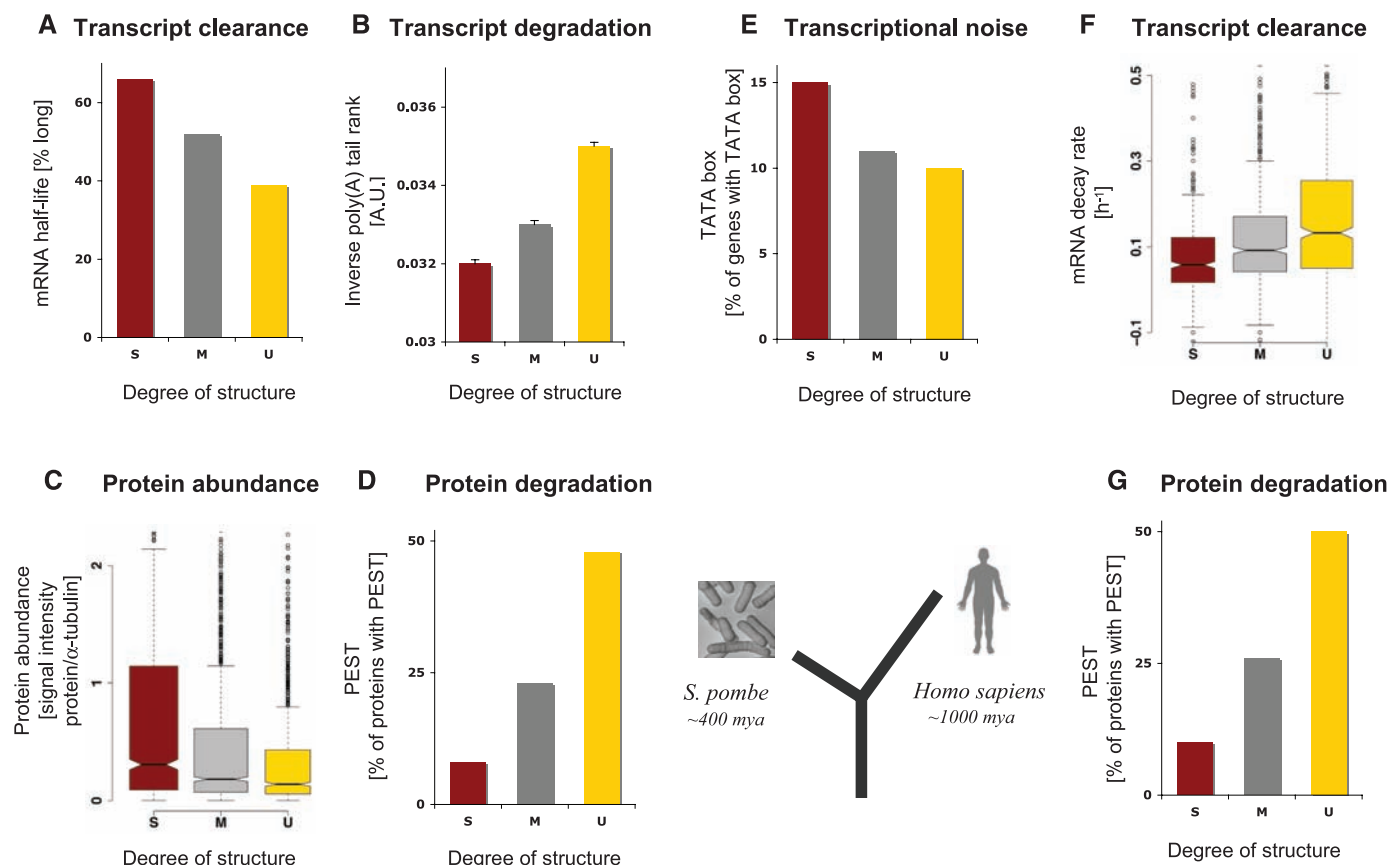 A Transcript clearance
mRNA half-life [% long]
60
40
20
0
S M U
Degree of structure
B Transcript degradation
Inverse poly(A) tail rank
[A.U.]
0.036
0.034
0.032
0.03
S M U
Degree of structure
E Transcriptional noise
TATA box
[% of genes with TATA box]
15
10
5
0
S M U
Degree of structure
F Transcript clearance
mRNA decay rate
[h⁻¹]
0.5
0.3
0.1
−0.1
S M U
Degree of structure
C Protein abundance
Protein abundance
[signal intensity
protein/α-tubulin]
2
1
0
S M U
Degree of structure
D Protein degradation
PEST
[% of proteins with PEST]
50
25
0
S M U
Degree of structure
S. pombe
~400 mya
Homo sapiens
~1000 mya
G Protein degradation
PEST
[% of proteins with PEST]
50
25
0
S M U
Degree of structure